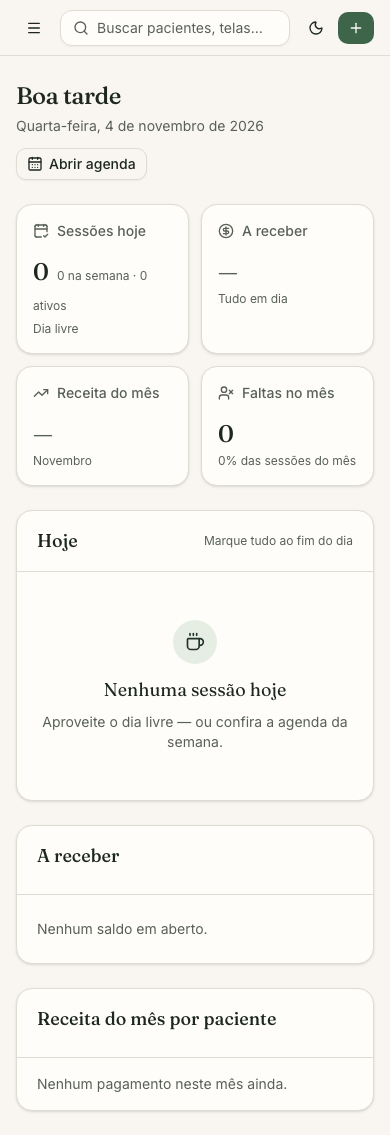 Buscar pacientes, telas...
Boa tarde
Quarta-feira, 4 de novembro de 2026
Abrir agenda
Sessões hoje
0 0 na semana · 0
ativos
Dia livre
A receber
—
Tudo em dia
Receita do mês
—
Novembro
Faltas no mês
0
0% das sessões do mês
Hoje
Marque tudo ao fim do dia
Nenhuma sessão hoje
Aproveite o dia livre — ou confira a agenda da
semana.
A receber
Nenhum saldo em aberto.
Receita do mês por paciente
Nenhum pagamento neste mês ainda.